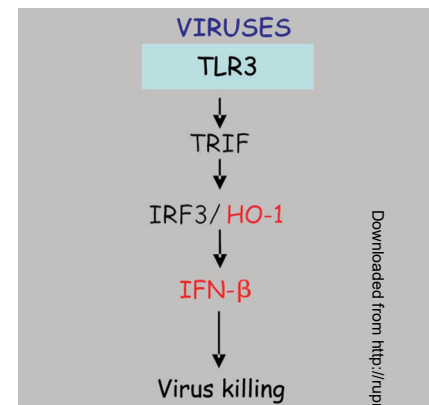 VIRUSES
TLR3
TRIF
IRF3/ HO-1
IFN-β
Virus killing
Downloaded from http://rup